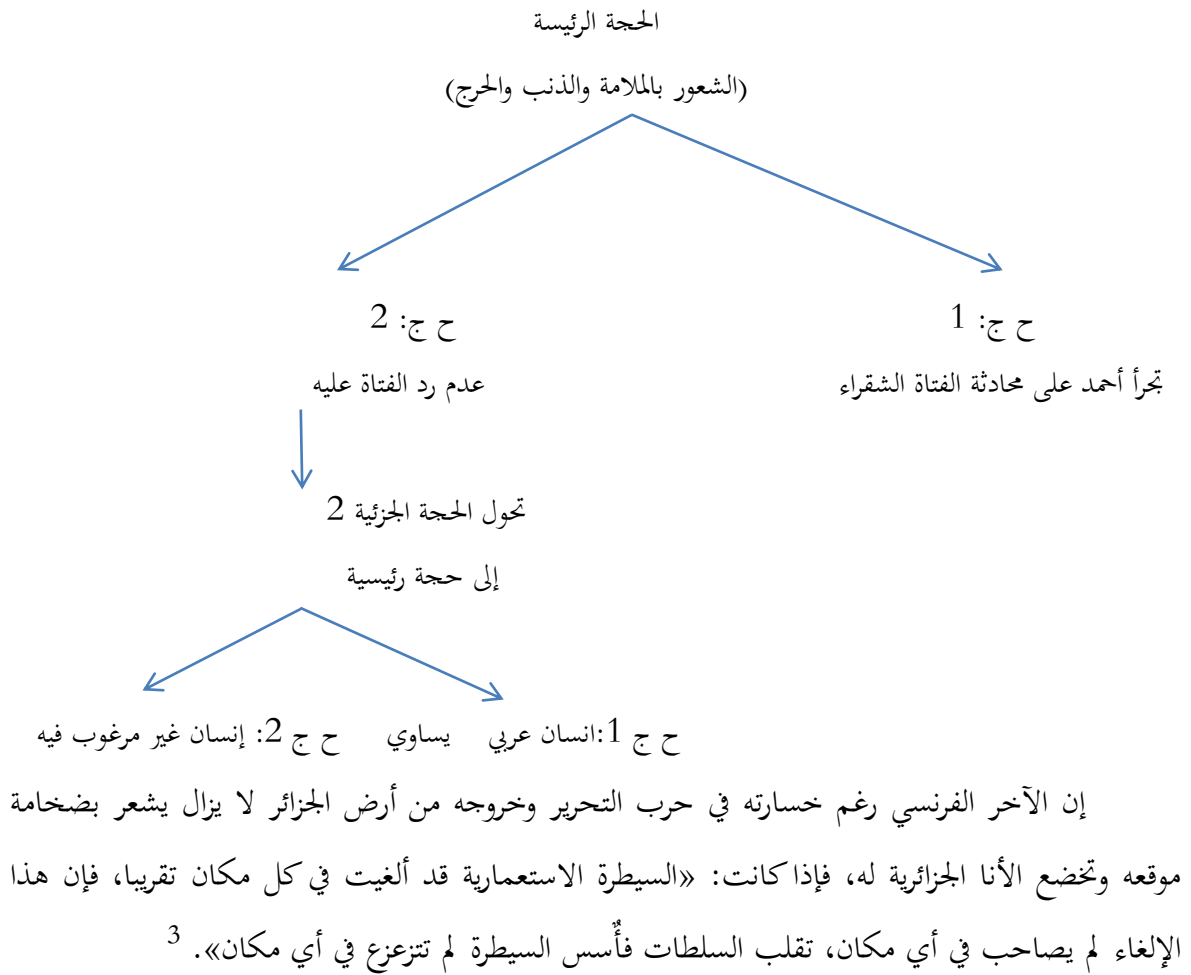 الحجة الرئيسة
(الشعور بالملامة والذنب والحرج)
ح ج: 1
ح ج: 2
تجرأ أحمد على محادثة الفتاة الشقراء
عدم رد الفتاة عليه
تحول الحجة الجزئية 2
إلى حجة رئيسية
ح ج 1:انسان عربي يساوي ح ج 2: إنسان غير مرغوب فيه
إن الآخر الفرنسي رغم خسارته في حرب التحرير وخروجه من أرض الجزائر لا يزال يشعر بضخامة
موقعه وتخضع الأنا الجزائرية له، فإذا كانت: «السيطرة الاستعمارية قد ألغيت في كل مكان تقريبا، فإن هذا
الإلغاء لم يصاحب في أي مكان، تقلب السلطات فأٌسس السيطرة لم تتزعزع في أي مكان». 3